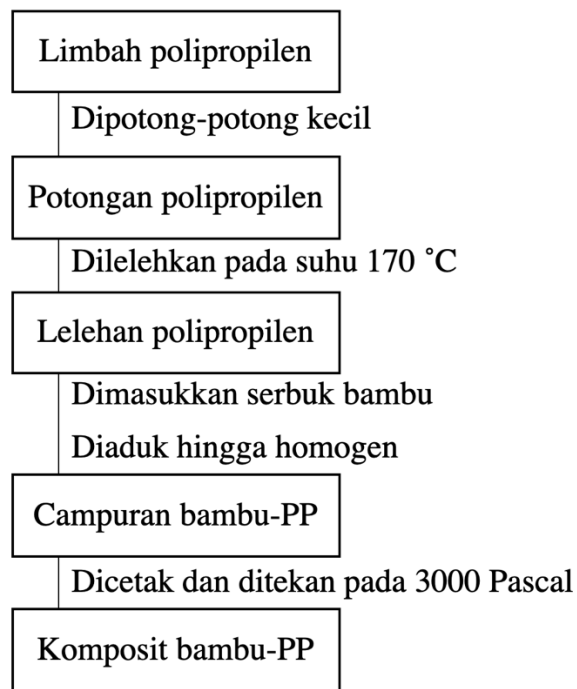 Limbah polipropilen
Dipotong-potong kecil
Potongan polipropilen
Dilelehkan pada suhu 170 ˚C
Lelehan polipropilen
Dimasukkan serbuk bambu
Diaduk hingga homogen
Campuran bambu-PP
Dicetak dan ditekan pada 3000 Pascal
Komposit bambu-PP